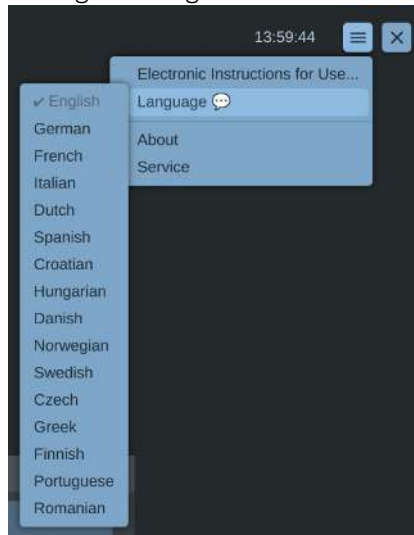 13:59:44
Electronic Instructions for Use...
Language 💬
About
Service
✔ English
German
French
Italian
Dutch
Spanish
Croatian
Hungarian
Danish
Norwegian
Swedish
Czech
Greek
Finnish
Portuguese
Romanian